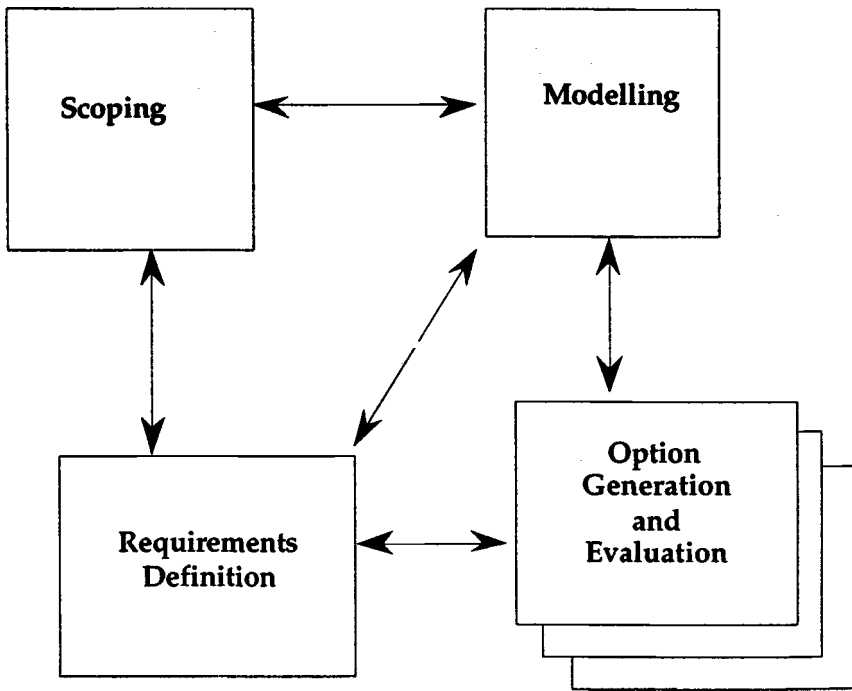 Scoping
Modelling
Requirements
Definition
Option
Generation
and
Evaluation